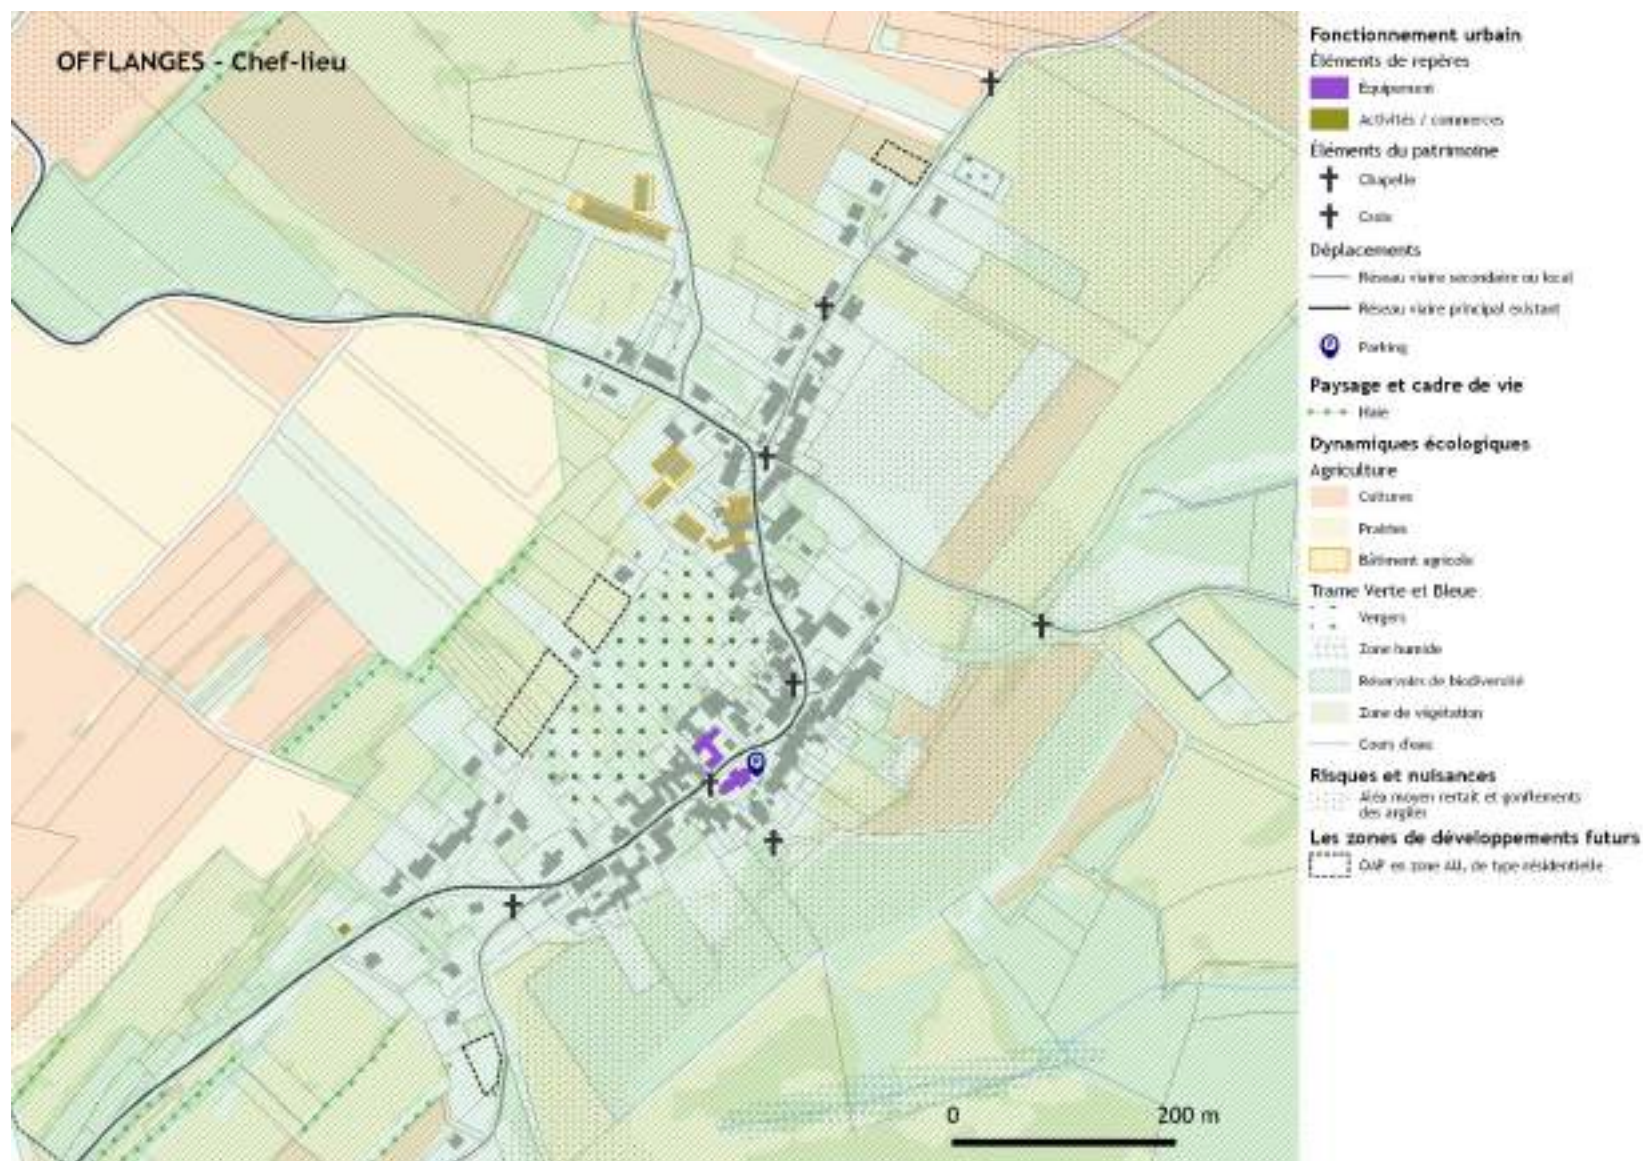 OFFLANGES - Chef-lieu
0
200 m
Fonctionnement urbain
Éléments de repères
Équipement
Activités / commerces
Éléments du patrimoine
Chapelle
Croix
Déplacements
Réseau viaire secondaire ou local
Réseau viaire principal existant
Parking
Paysage et cadre de vie
Haie
Dynamiques écologiques
Agriculture
Cultures
Prairies
Bâtiment agricole
Trame Verte et Bleue
Vergers
Zone humide
Réservoirs de biodiversité
Zone de végétation
Cours d'eau
Risques et nuisances
Aléa moyen retrait et gonflements
des argiles
Les zones de développements futurs
OAP en zone AU, de type résidentielle